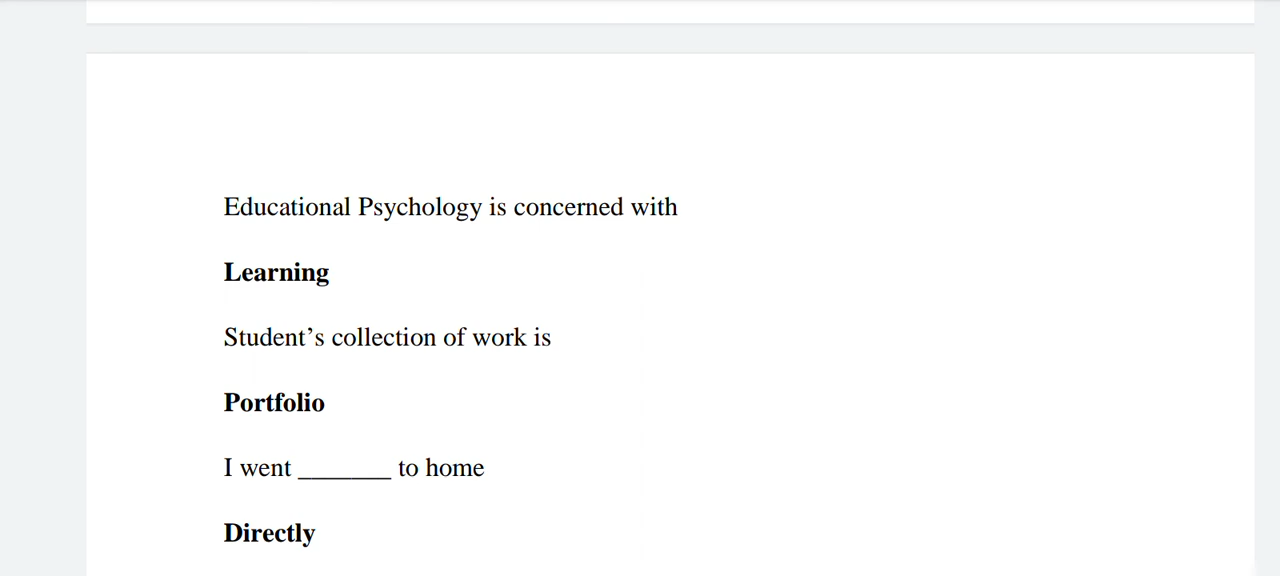 Educational Psychology is concerned with
Learning
Student’s collection of work is
Portfolio
I went _______ to home
Directly